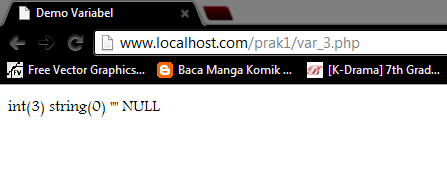 Demo Variabel
www.localhost.com/prak1/var_3.php
Free Vector Graphics... Baca Manga Komik ... [K-Drama] 7th Grad...
int(3) string(0) "" NULL